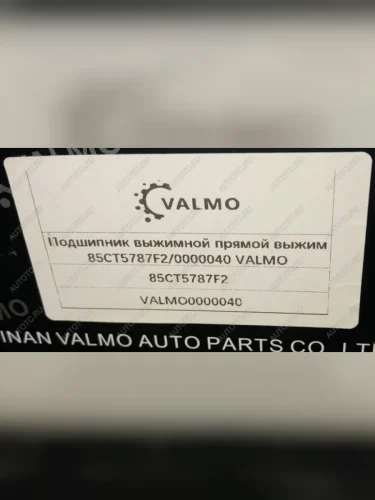 VALMO
Подшипник выжимной прямой выжим
85CT5787F2/0000040 VALMO
85CT5787F2
VALMO0000040
INAN VALMO AUTO PARTS CO., LT